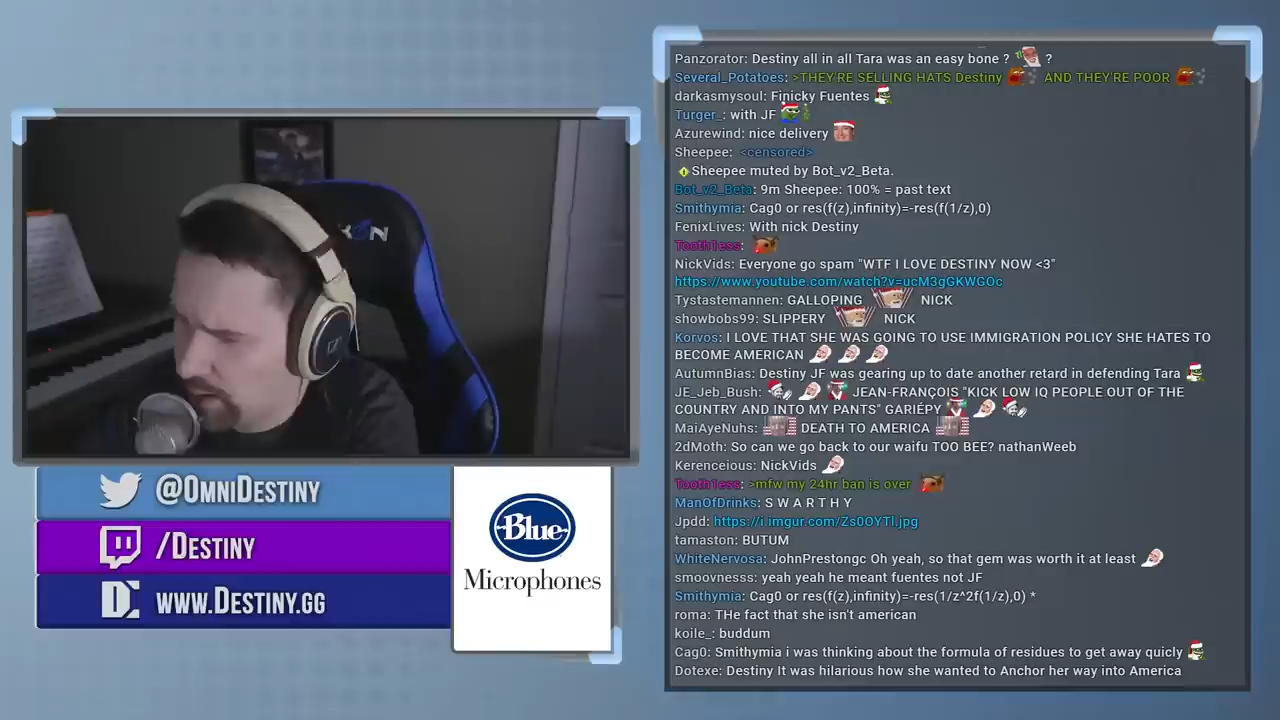 XON
@OmniDestiny
/Destiny
www.Destiny.gg
Blue
Microphones
Panzorator: Destiny all in all Tara was an easy bone ? ?
Several_Potatoes: >THEY'RE SELLING HATS Destiny AND THEY'RE POOR
darkasmysoul: Finicky Fuentes
Turger_: with JF
Azurewind: nice delivery
Sheepee: <censored>
Sheepee muted by Bot_v2_Beta.
Bot_v2_Beta: 9m Sheepee: 100% = past text
Smithymia: Cag0 or res(f(z),infinity)=-res(f(1/z),0)
FenixLives: With nick Destiny
Tooth1ess:
NickVids: Everyone go spam "WTF I LOVE DESTINY NOW <3"
https://www.youtube.com/watch?v=ucM3gGKWGOc
Tystastemannen: GALLOPING NICK
showbobs99: SLIPPERY NICK
Korvos: I LOVE THAT SHE WAS GOING TO USE IMMIGRATION POLICY SHE HATES TO
BECOME AMERICAN
AutumnBias: Destiny JF was gearing up to date another retard in defending Tara
JE_Jeb_Bush: JEAN-FRANÇOIS "KICK LOW IQ PEOPLE OUT OF THE
COUNTRY AND INTO MY PANTS" GARIÉPY
MaiAyeNuhs: DEATH TO AMERICA
2dMoth: So can we go back to our waifu TOO BEE? nathanWeeb
Kerenceious: NickVids
Tooth1ess: >mfw my 24hr ban is over
ManOfDrinks: S W A R T H Y
Jpdd: https://i.imgur.com/Zs0OYTl.jpg
tamaston: BUTUM
WhiteNervosa: JohnPrestongc Oh yeah, so that gem was worth it at least
smoovnesss: yeah yeah he meant fuentes not JF
Smithymia: Cag0 or res(f(z),infinity)=-res(1/z^2f(1/z),0) *
roma: THe fact that she isn't american
koile_: buddum
Cag0: Smithymia i was thinking about the formula of residues to get away quicly
Dotexe: Destiny It was hilarious how she wanted to Anchor her way into America